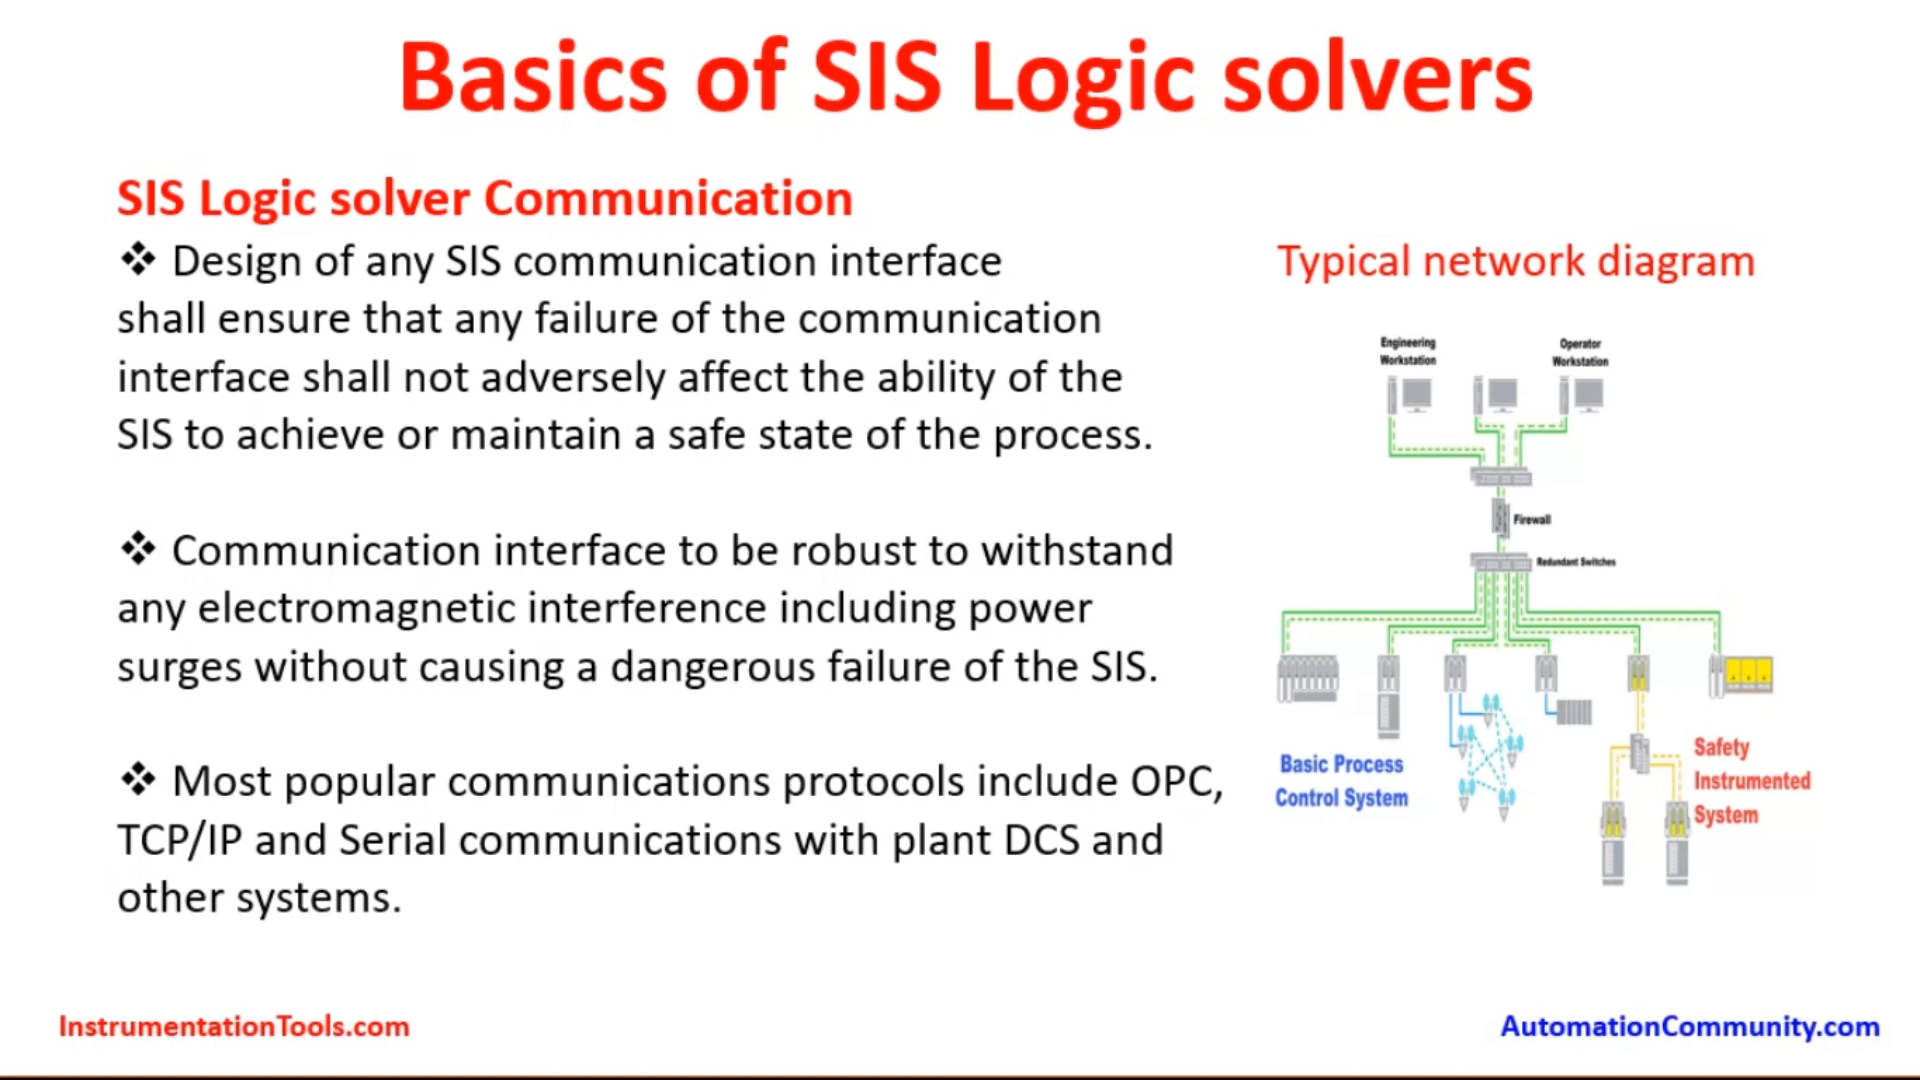 Basics of SIS Logic solvers
SIS Logic solver Communication
❖ Design of any SIS communication interface
shall ensure that any failure of the communication
interface shall not adversely affect the ability of the
SIS to achieve or maintain a safe state of the process.
❖ Communication interface to be robust to withstand
any electromagnetic interference including power
surges without causing a dangerous failure of the SIS.
❖ Most popular communications protocols include OPC,
TCP/IP and Serial communications with plant DCS and
other systems.
Typical network diagram
Engineering
Workstation
Operator
Workstation
Firewall
Redundant Switches
Basic Process
Control System
Safety
Instrumented
System
InstrumentationTools.com
AutomationCommunity.com